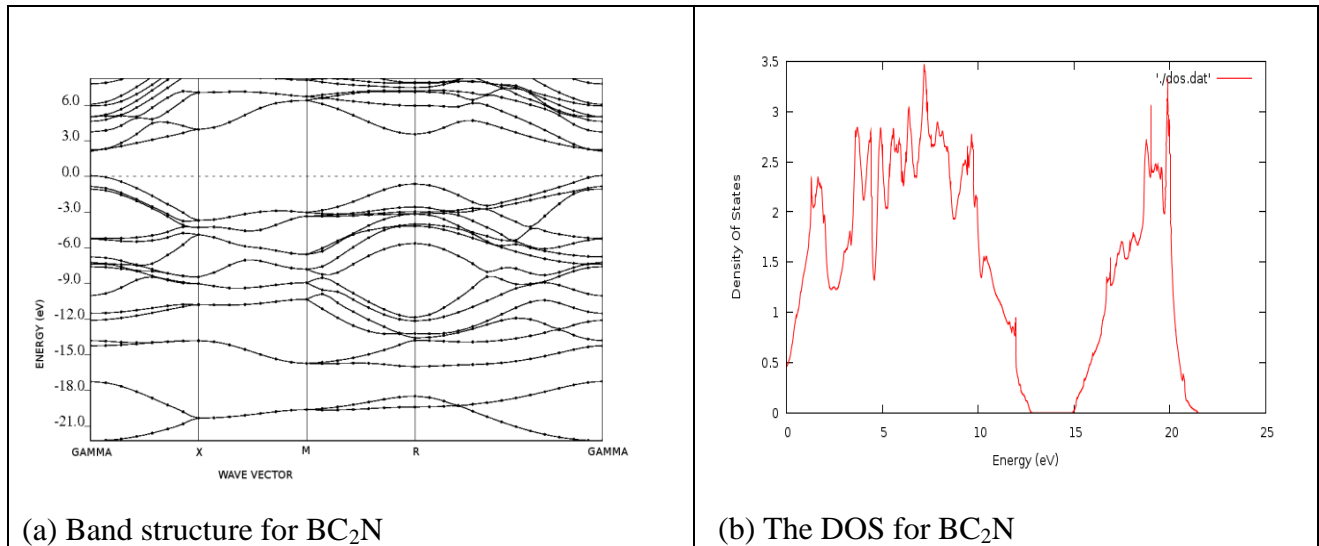 6.0
3.0
0.0
-3.0
-6.0
-9.0
-12.0
-15.0
-18.0
-21.0
ENERGY (eV)
GAMMA X M R GAMMA
WAVE VECTOR
(a) Band structure for BC₂N
'./dos.dat'
3.5
3
2.5
2
1.5
1
0.5
0
Density Of States
0 5 10 15 20 25
Energy (eV)
(b) The DOS for BC₂N